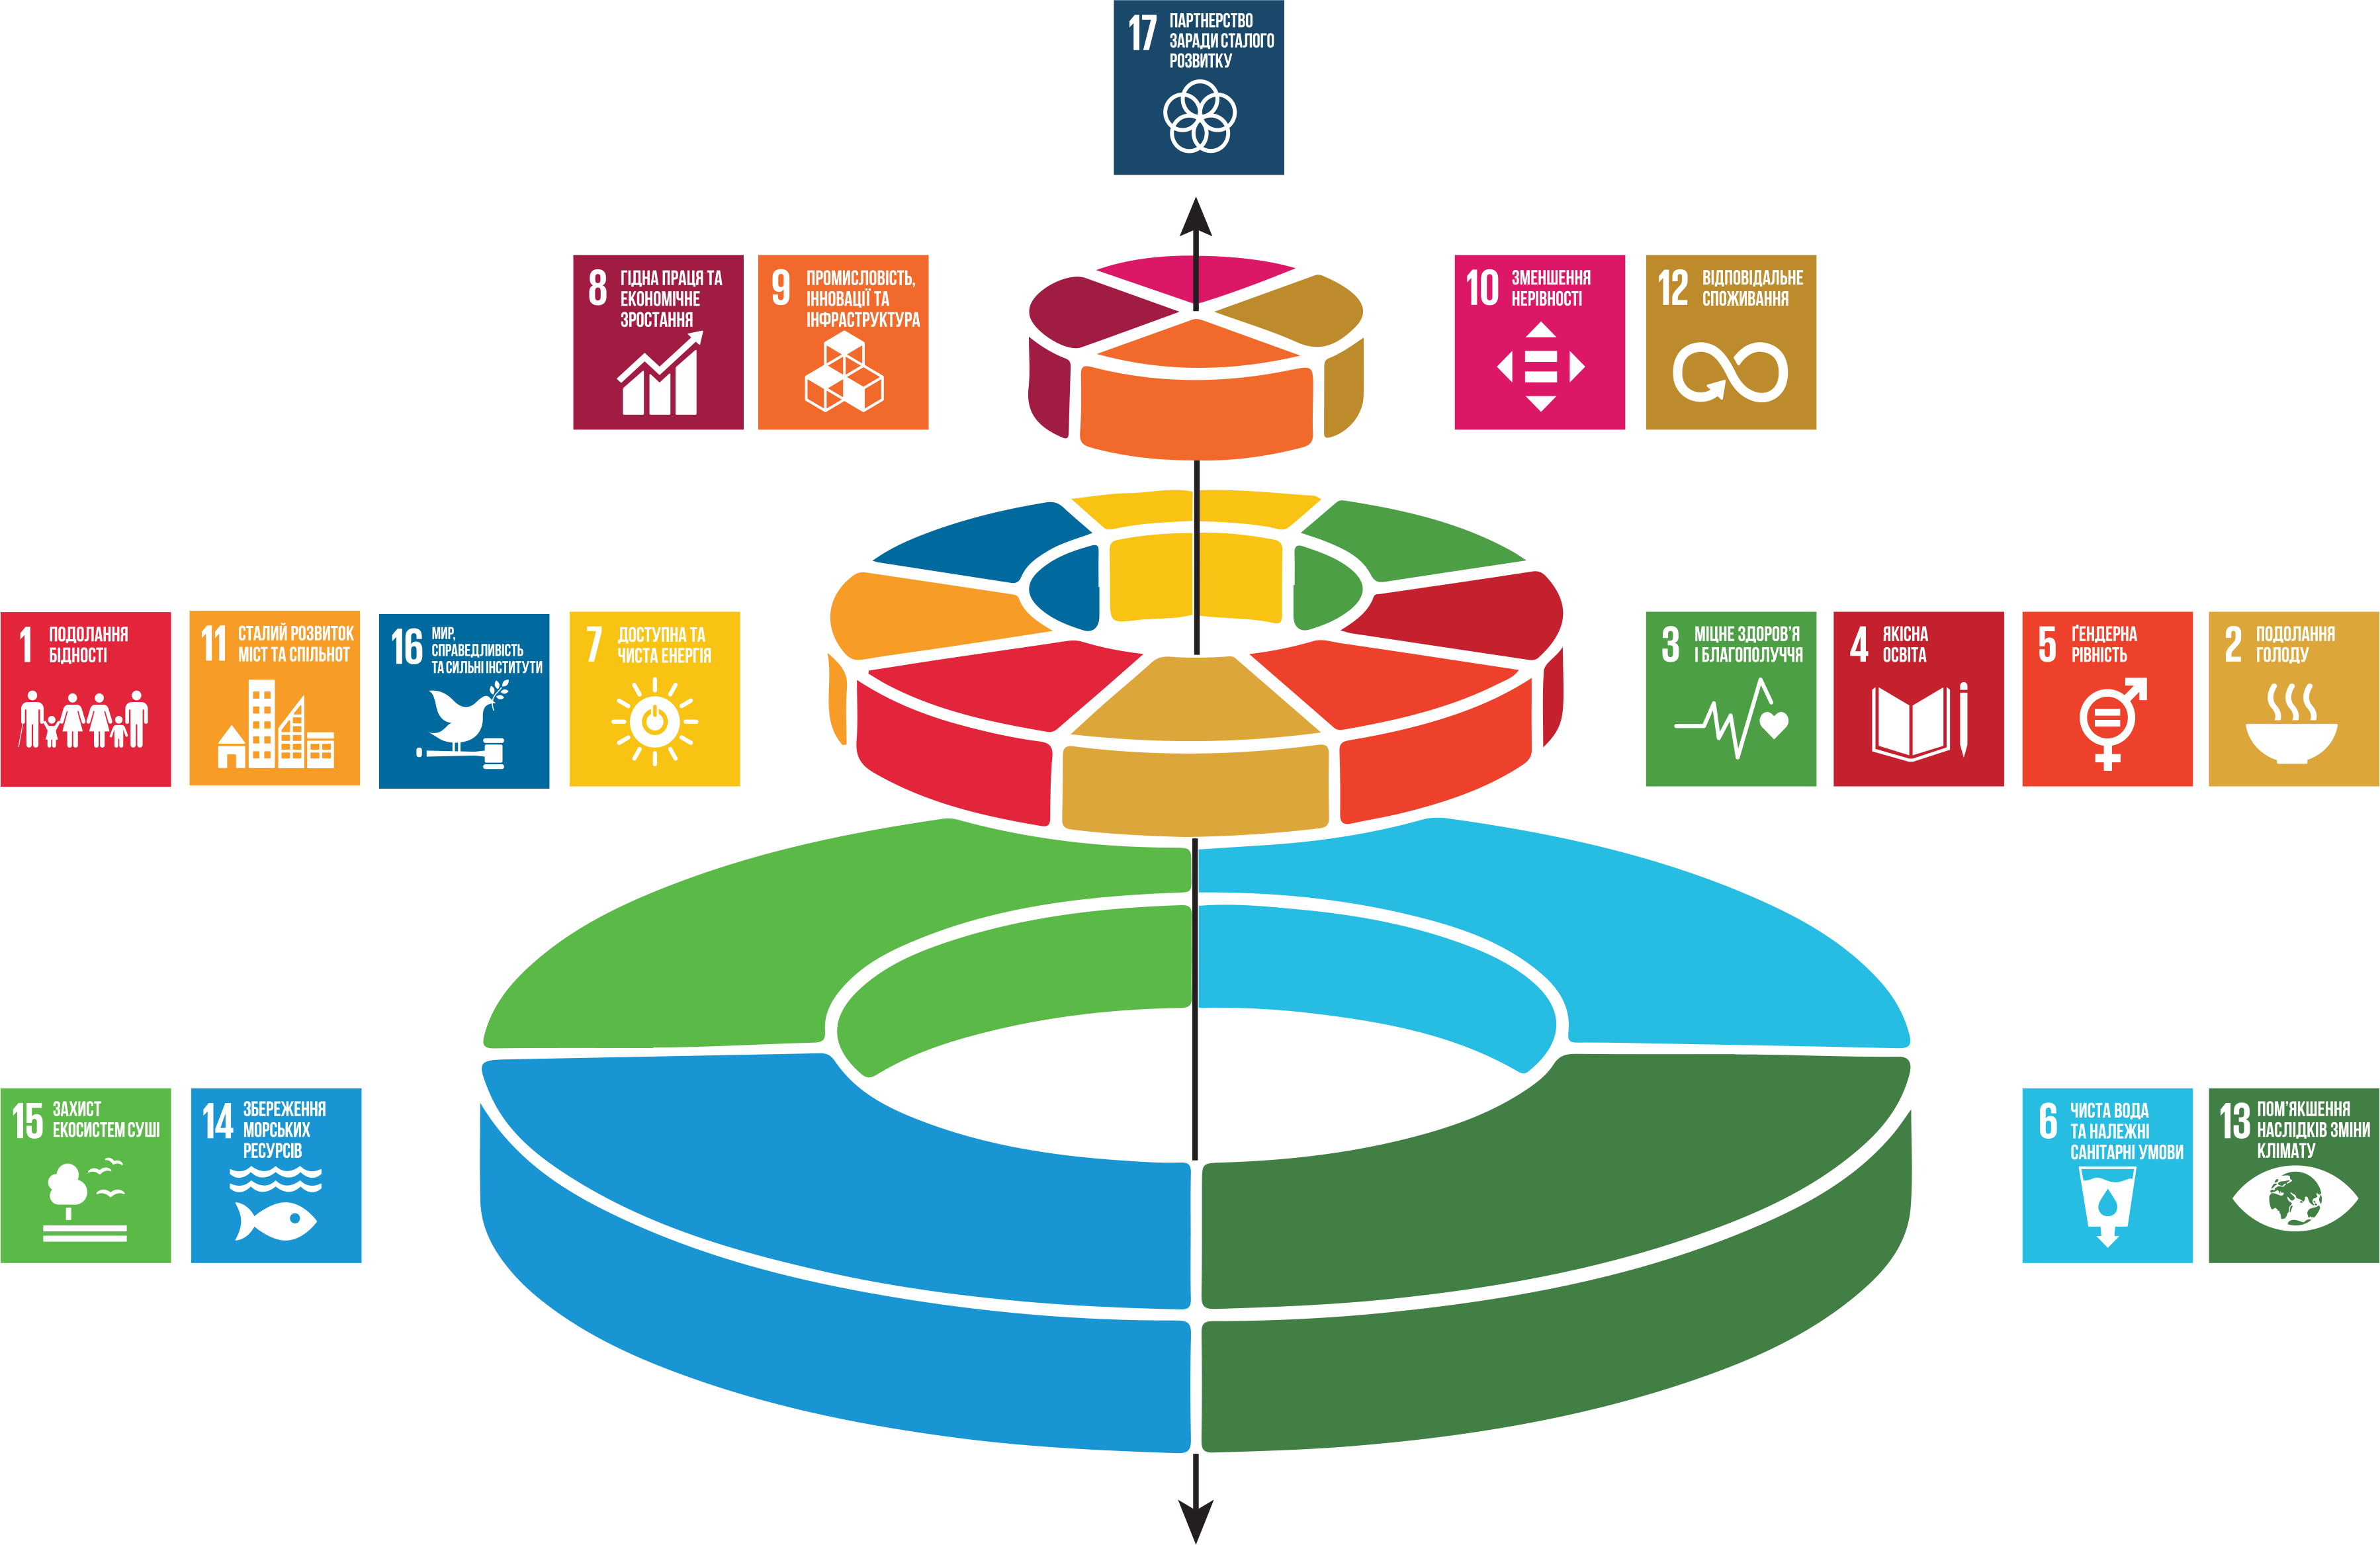 17 ПАРТНЕРСТВО
ЗАРАДИ СТАЛОГО
РОЗВИТКУ
8 ГІДНА ПРАЦЯ ТА
ЕКОНОМІЧНЕ
ЗРОСТАННЯ
9 ПРОМИСЛОВІСТЬ,
ІННОВАЦІЇ ТА
ІНФРАСТРУКТУРА
10 ЗМЕНШЕННЯ
НЕРІВНОСТІ
12 ВІДПОВІДАЛЬНЕ
СПОЖИВАННЯ
1 ПОДОЛАННЯ
БІДНОСТІ
11 СТАЛИЙ РОЗВИТОК
МІСТ ТА СПІЛЬНОТ
16 МИР,
СПРАВЕДЛИВІСТЬ
ТА СИЛЬНІ ІНСТИТУТИ
7 ДОСТУПНА ТА
ЧИСТА ЕНЕРГІЯ
3 МІЦНЕ ЗДОРОВ'Я
І БЛАГОПОЛУЧЧЯ
4 ЯКІСНА
ОСВІТА
5 ҐЕНДЕРНА
РІВНІСТЬ
2 ПОДОЛАННЯ
ГОЛОДУ
15 ЗАХИСТ
ЕКОСИСТЕМ СУШІ
14 ЗБЕРЕЖЕННЯ
МОРСЬКИХ
РЕСУРСІВ
6 ЧИСТА ВОДА
ТА НАЛЕЖНІ
САНІТАРНІ УМОВИ
13 ПОМ'ЯКШЕННЯ
НАСЛІДКІВ ЗМІНИ
КЛІМАТУ